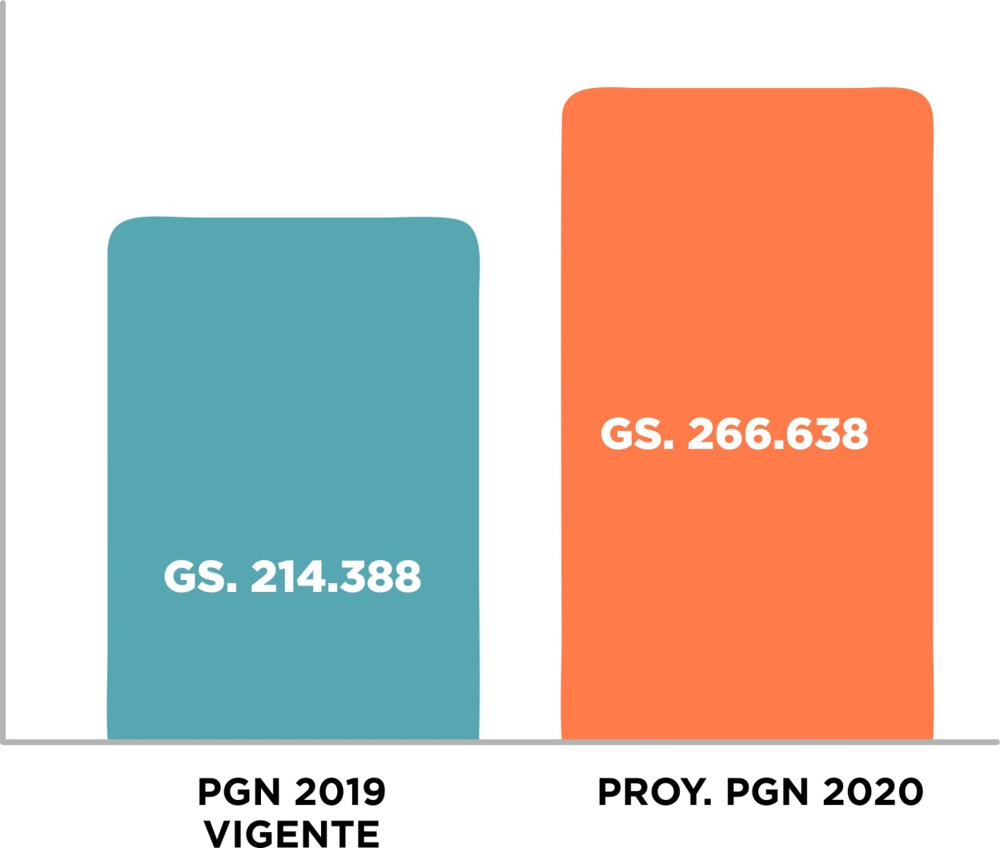 GS. 266.638
GS. 214.388
PGN 2019
VIGENTE
PROY. PGN 2020